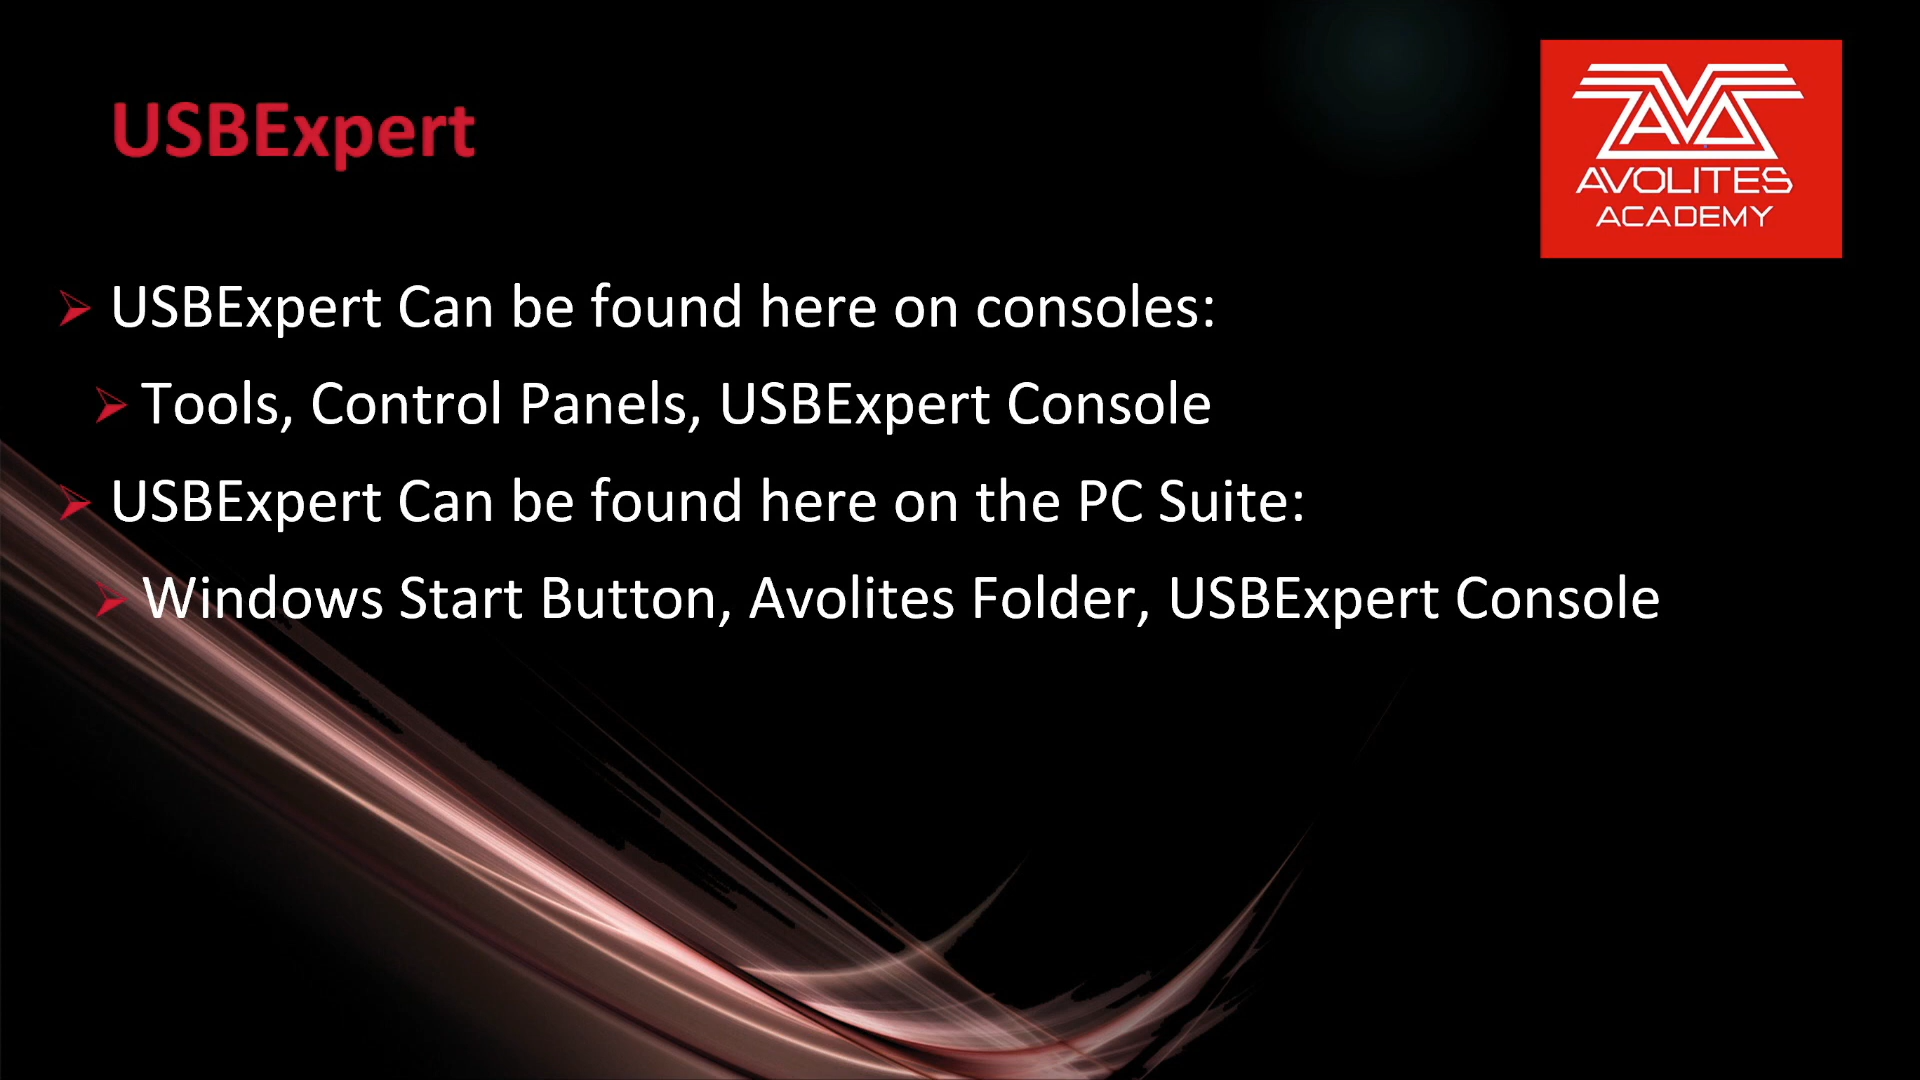 USBExpert
AVOLITES
ACADEMY
USBExpert Can be found here on consoles:
Tools, Control Panels, USBExpert Console
USBExpert Can be found here on the PC Suite:
Windows Start Button, Avolites Folder, USBExpert Console